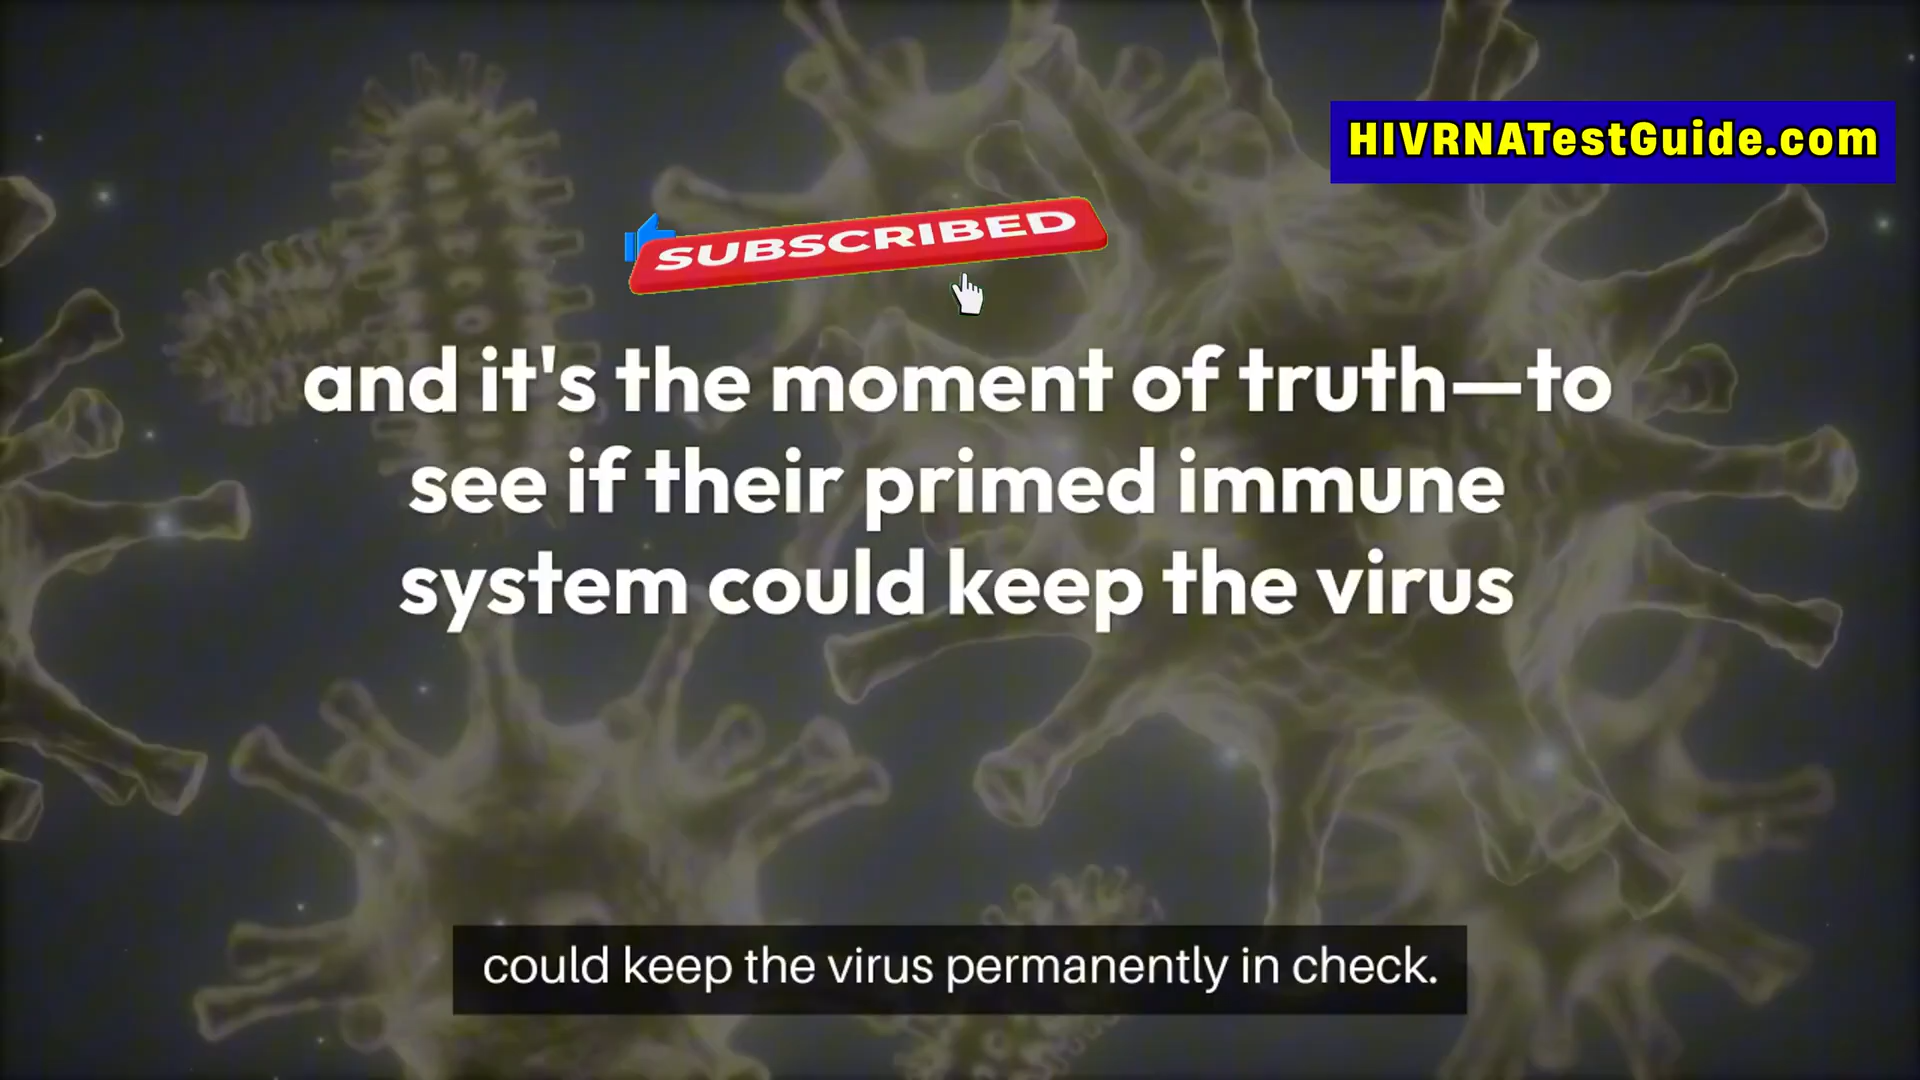 HIVRNATestGuide.com
SUBSCRIBED
and it's the moment of truth—to
see if their primed immune
system could keep the virus
could keep the virus permanently in check.